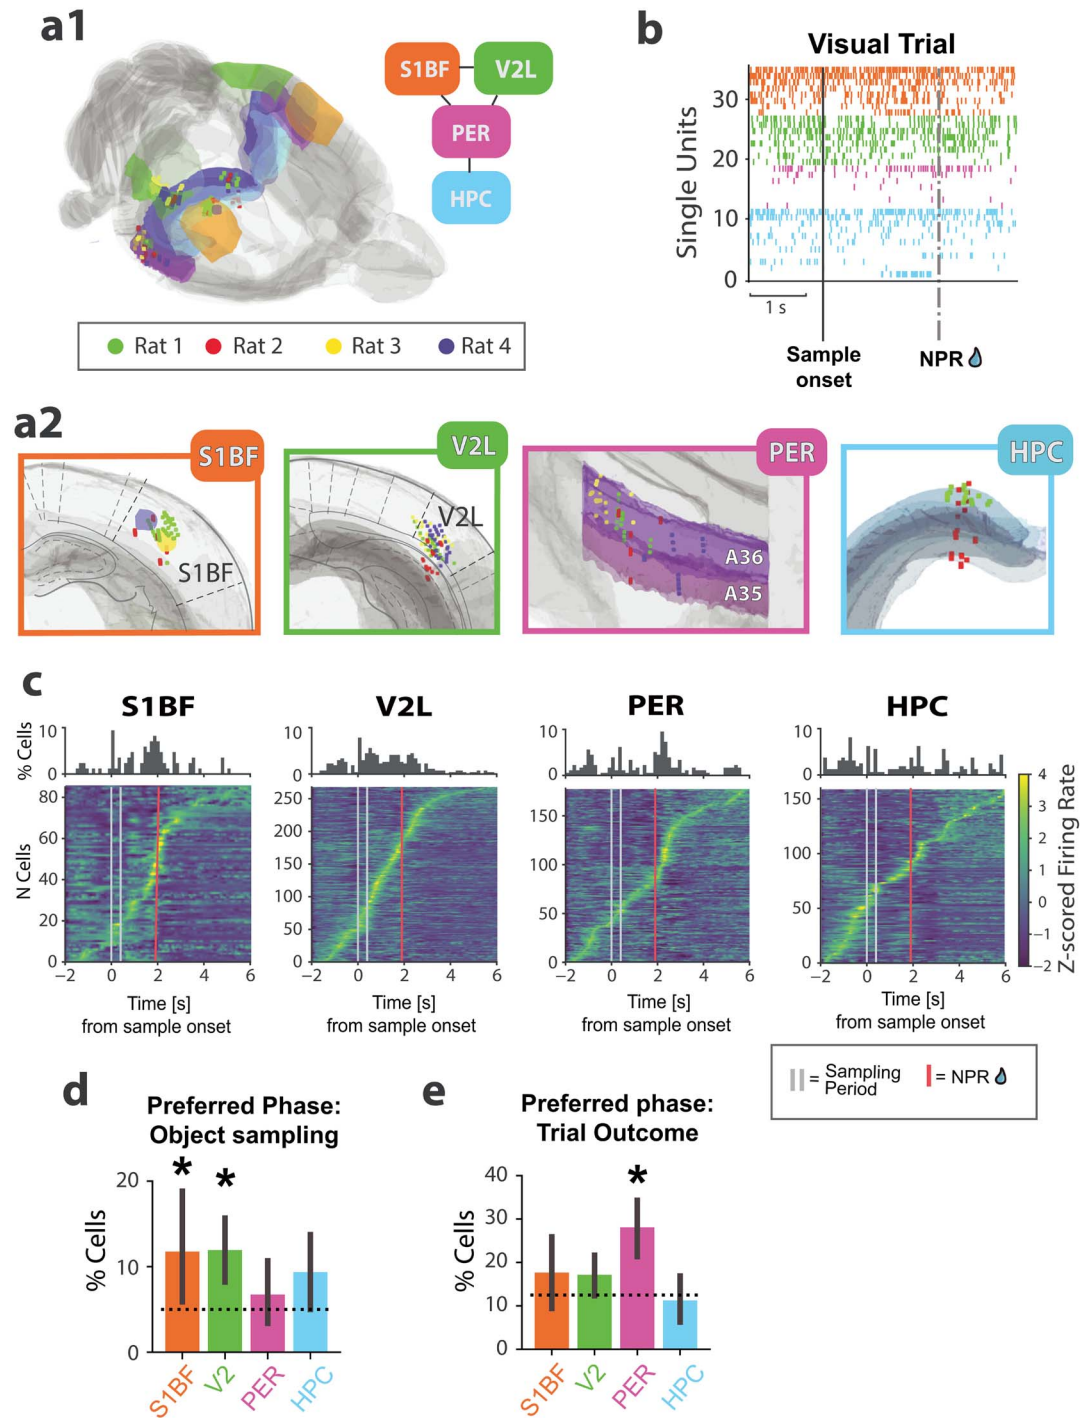 a1
S1BF
V2L
PER
HPC
Rat 1
Rat 2
Rat 3
Rat 4
b
Visual Trial
Single Units
30
20
10
0
1 s
Sample
onset
NPR
a2
S1BF
S1BF
V2L
V2L
PER
A36
A35
HPC
c
S1BF
V2L
PER
HPC
% Cells
10
0
10
0
10
0
10
0
N Cells
80
60
40
20
0
250
200
150
100
50
0
150
100
50
0
150
100
50
0
−2 0 2 4 6
−2 0 2 4 6
−2 0 2 4 6
−2 0 2 4 6
Time [s]
from sample onset
Time [s]
from sample onset
Time [s]
from sample onset
Time [s]
from sample onset
4
3
2
1
0
−1
−2
Z-scored Firing Rate
= Sampling
Period
= NPR
d
Preferred Phase:
Object sampling
% Cells
20
10
0
*
*
S1BF
V2
PER
HPC
e
Preferred phase:
Trial Outcome
% Cells
40
30
20
10
0
*
S1BF
V2
PER
HPC